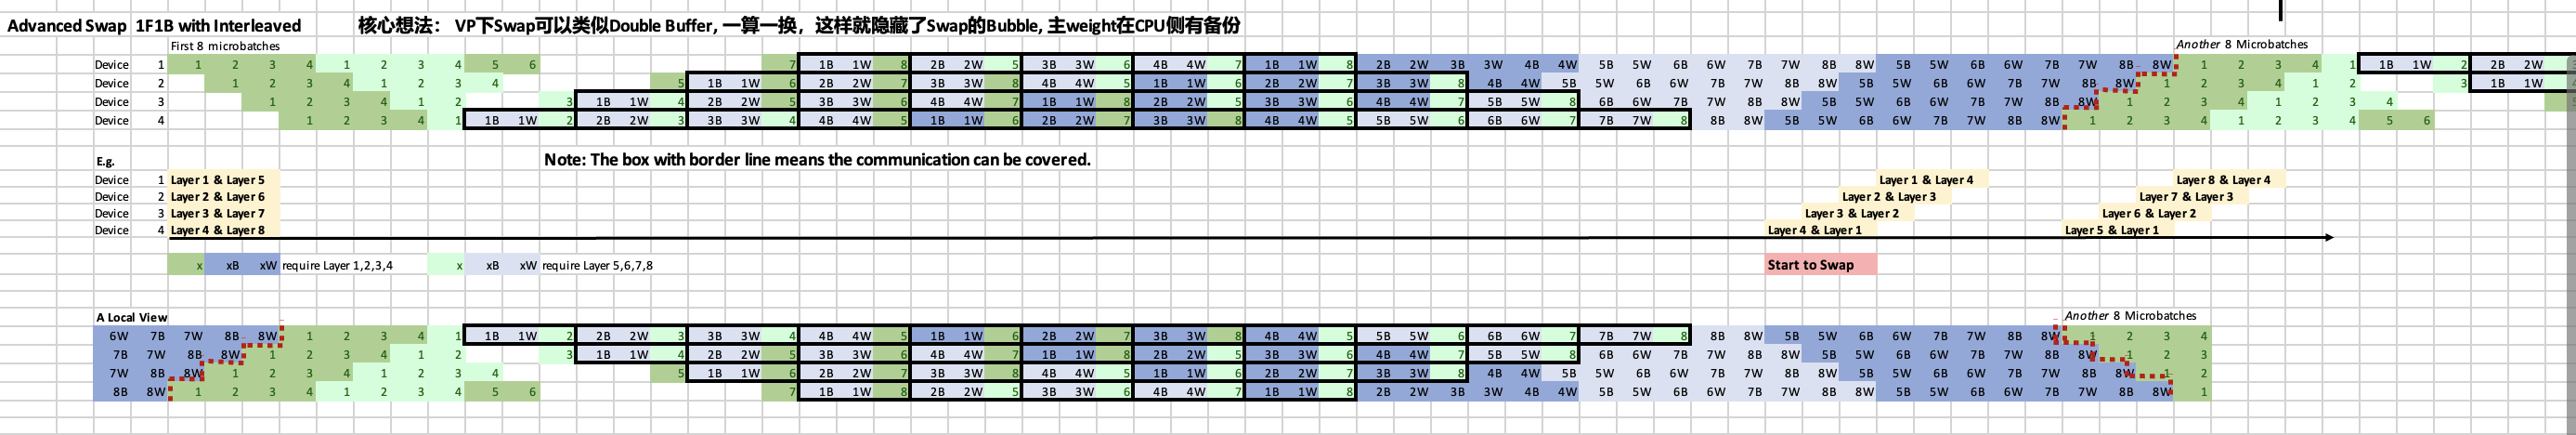 Advanced Swap 1F1B with Interleaved 核心想法： VP下Swap可以类似Double Buffer, 一算一换，这样就隐藏了Swap的Bubble, 主weight在CPU侧有备份
First 8 microbatches Another 8 Microbatches
Device 1 1 2 3 4 1 2 3 4 5 6 7 1B 1W 8 2B 2W 5 3B 3W 6 4B 4W 7 1B 1W 8 2B 2W 3B 3W 4B 4W 5B 5W 6B 6W 7B 7W 8B 8W 5B 5W 6B 6W 7B 7W 8B 8W 1 2 3 4 1 1B 1W 2 2B 2W
Device 2 1 2 3 4 1 2 3 4 5 1B 1W 6 2B 2W 7 3B 3W 8 4B 4W 5 1B 1W 6 2B 2W 7 3B 3W 8 4B 4W 5B 5W 6B 6W 7B 7W 8B 8W 5B 5W 6B 6W 7B 7W 8B 8W 1 2 3 4 1 2 3 1B 1W
Device 3 1 2 3 4 1 2 3 1B 1W 4 2B 2W 5 3B 3W 6 4B 4W 7 1B 1W 8 2B 2W 5 3B 3W 6 4B 4W 7 5B 5W 8 6B 6W 7B 7W 8B 8W 5B 5W 6B 6W 7B 7W 8B 8W 1 2 3 4 1 2 3 4
Device 4 1 2 3 4 1 1B 1W 2 2B 2W 3 3B 3W 4 4B 4W 5 1B 1W 6 2B 2W 7 3B 3W 8 4B 4W 5 5B 5W 6 6B 6W 7 7B 7W 8 8B 8W 5B 5W 6B 6W 7B 7W 8B 8W 1 2 3 4 1 2 3 4 5 6
E.g. Note: The box with border line means the communication can be covered.
Device 1 Layer 1 & Layer 5 Layer 1 & Layer 4 Layer 8 & Layer 4
Device 2 Layer 2 & Layer 6 Layer 2 & Layer 3 Layer 7 & Layer 3
Device 3 Layer 3 & Layer 7 Layer 3 & Layer 2 Layer 6 & Layer 2
Device 4 Layer 4 & Layer 8 Layer 4 & Layer 1 Layer 5 & Layer 1
x xB xW require Layer 1,2,3,4 x xB xW require Layer 5,6,7,8 Start to Swap
A Local View Another 8 Microbatches
6W 7B 7W 8B 8W 1 2 3 4 1 1B 1W 2 2B 2W 3 3B 3W 4 4B 4W 5 1B 1W 6 2B 2W 7 3B 3W 8 4B 4W 5 5B 5W 6 6B 6W 7 7B 7W 8 8B 8W 5B 5W 6B 6W 7B 7W 8B 8W 1 2 3 4
7B 7W 8B 8W 1 2 3 4 1 2 3 1B 1W 4 2B 2W 5 3B 3W 6 4B 4W 7 1B 1W 8 2B 2W 5 3B 3W 6 4B 4W 7 5B 5W 8 6B 6W 7B 7W 8B 8W 5B 5W 6B 6W 7B 7W 8B 8W 1 2 3
7W 8B 8W 1 2 3 4 1 2 3 4 5 1B 1W 6 2B 2W 7 3B 3W 8 4B 4W 5 1B 1W 6 2B 2W 7 3B 3W 8 4B 4W 5B 5W 6B 6W 7B 7W 8B 8W 5B 5W 6B 6W 7B 7W 8B 8W 1 2
8B 8W 1 2 3 4 1 2 3 4 5 6 7 1B 1W 8 2B 2W 5 3B 3W 6 4B 4W 7 1B 1W 8 2B 2W 3B 3W 4B 4W 5B 5W 6B 6W 7B 7W 8B 8W 5B 5W 6B 6W 7B 7W 8B 8W 1